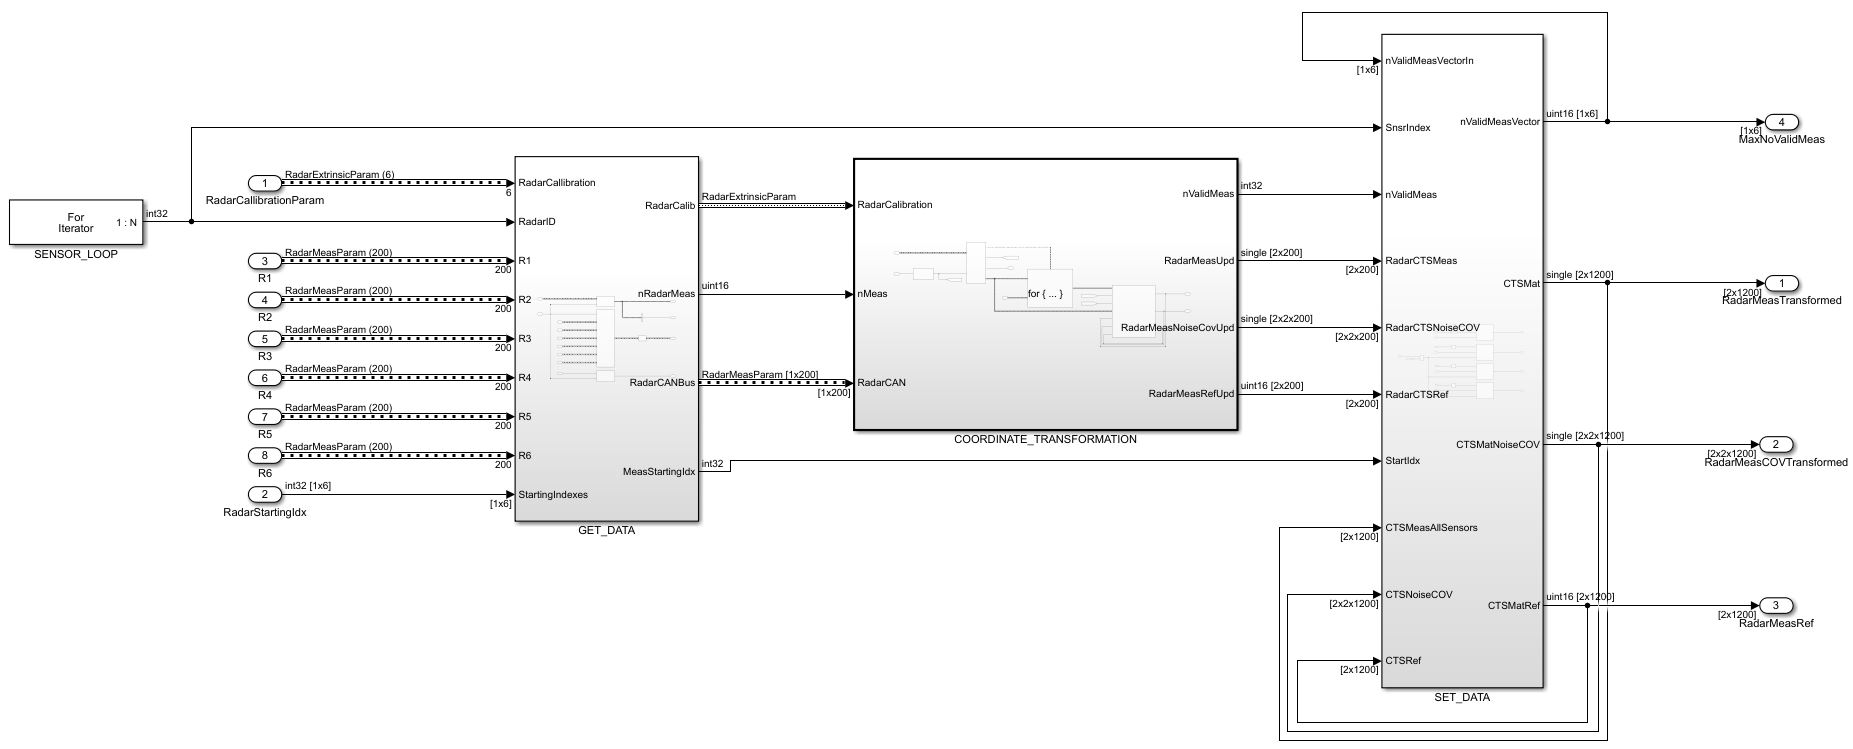 For
Iterator
1 : N
SENSOR_LOOP
int32
1
RadarCallibrationParam
RadarExtrinsicParam (6)
6
3
R1
RadarMeasParam (200)
200
4
R2
RadarMeasParam (200)
200
5
R3
RadarMeasParam (200)
200
6
R4
RadarMeasParam (200)
200
7
R5
RadarMeasParam (200)
200
8
R6
RadarMeasParam (200)
200
2
RadarStartingIdx
int32 [1x6]
[1x6]
RadarCallibration
RadarID
R1
R2
R3
R4
R5
R6
StartingIndexes
RadarCalib
nRadarMeas
RadarCANBus
MeasStartingIdx
GET_DATA
RadarExtrinsicParam
uint16
RadarMeasParam [1x200]
[1x200]
int32
RadarCalibration
nMeas
RadarCAN
for { ... }
nValidMeas
RadarMeasUpd
RadarMeasNoiseCovUpd
RadarMeasRefUpd
COORDINATE_TRANSFORMATION
int32
single [2x200]
[2x200]
single [2x2x200]
[2x2x200]
uint16 [2x200]
[2x200]
[1x6]
[2x1200]
[2x2x1200]
[2x1200]
nValidMeasVectorIn
SnsrIndex
nValidMeas
RadarCTSMeas
RadarCTSNoiseCOV
RadarCTSRef
StartIdx
CTSMeasAllSensors
CTSNoiseCOV
CTSRef
nValidMeasVector
CTSMat
CTSMatNoiseCOV
CTSMatRef
SET_DATA
uint16 [1x6]
[1x6]
4
MaxNoValidMeas
single [2x1200]
[2x1200]
1
RadarMeasTransformed
single [2x2x1200]
[2x2x1200]
2
RadarMeasCOVTransformed
uint16 [2x1200]
[2x1200]
3
RadarMeasRef